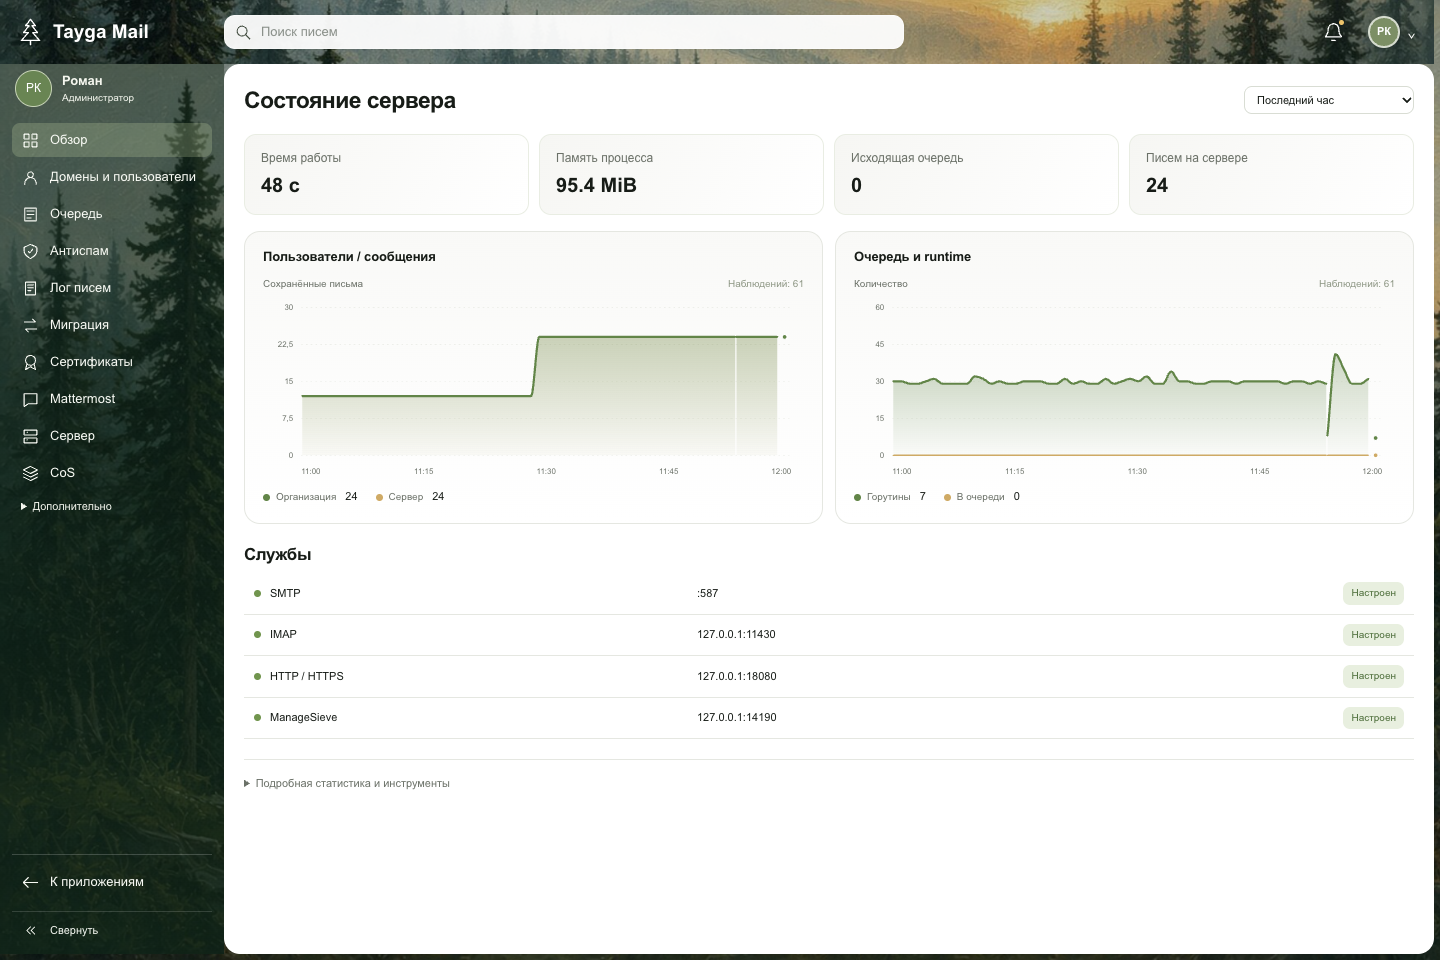 Tayga Mail
Поиск писем
РК
РК
Роман
Администратор
Обзор
Домены и пользователи
Очередь
Антиспам
Лог писем
Миграция
Сертификаты
Mattermost
Сервер
CoS
Дополнительно
К приложениям
Свернуть
Состояние сервера
Последний час
Время работы
48 с
Память процесса
95.4 MiB
Исходящая очередь
0
Писем на сервере
24
Пользователи / сообщения
Сохранённые письма
Наблюдений: 61
30
22,5
15
7,5
0
11:00 11:15 11:30 11:45 12:00
Организация 24 Сервер 24
Очередь и runtime
Количество
Наблюдений: 61
60
45
30
15
0
11:00 11:15 11:30 11:45 12:00
Горутины 7 В очереди 0
Службы
SMTP :587 Настроен
IMAP 127.0.0.1:11430 Настроен
HTTP / HTTPS 127.0.0.1:18080 Настроен
ManageSieve 127.0.0.1:14190 Настроен
Подробная статистика и инструменты